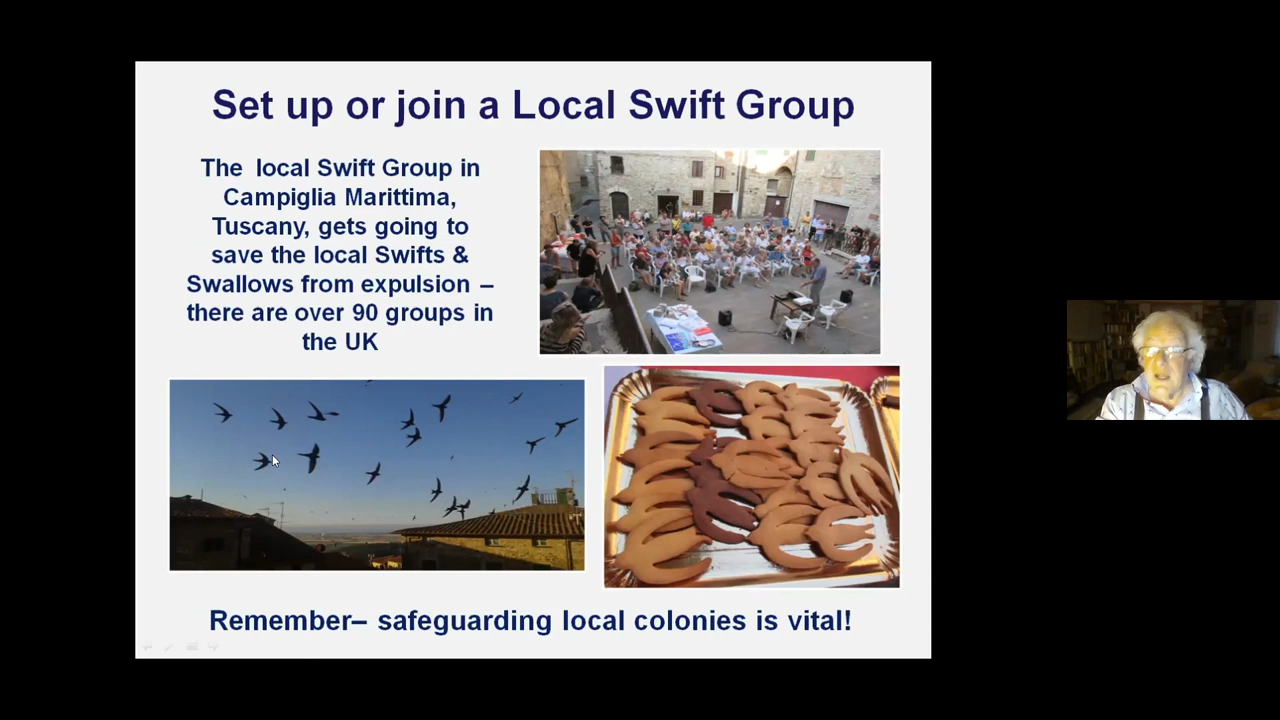 Set up or join a Local Swift Group
The local Swift Group in
Campiglia Marittima,
Tuscany, gets going to
save the local Swifts &
Swallows from expulsion –
there are over 90 groups in
the UK
Remember– safeguarding local colonies is vital!